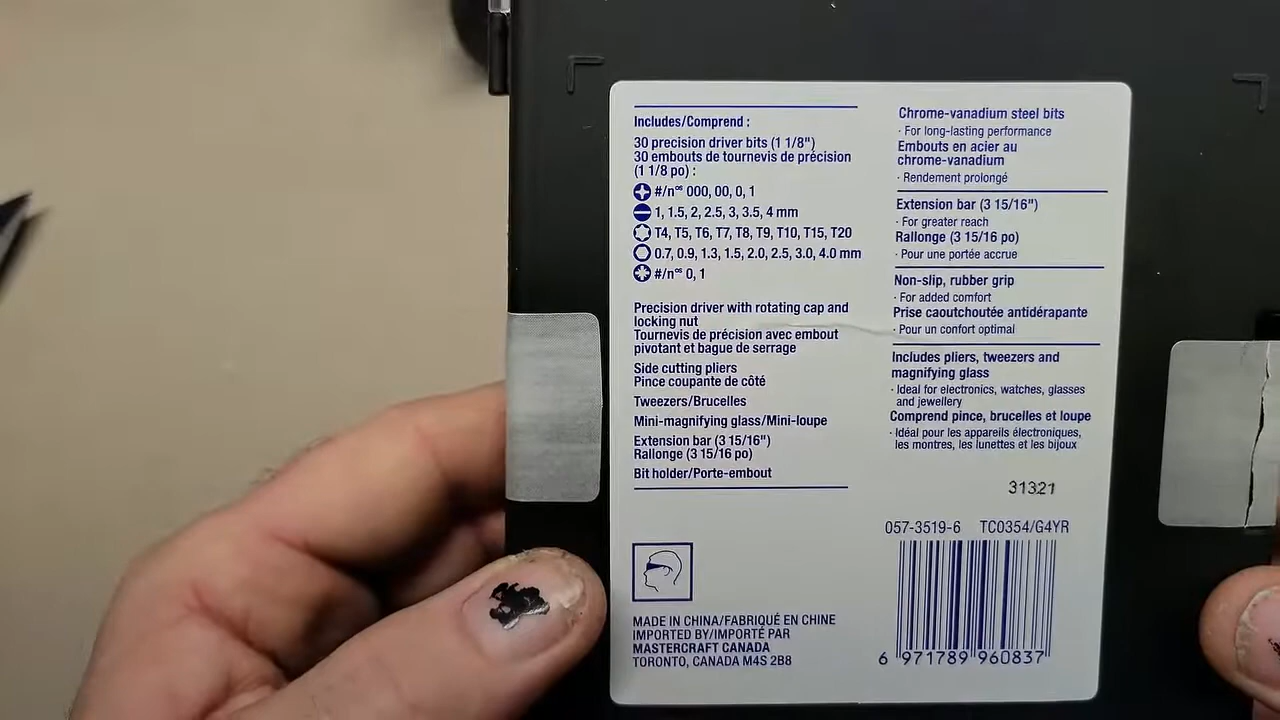 Includes/Comprend :
30 precision driver bits (1 1/8")
30 embouts de tournevis de précision
(1 1/8 po) :
#/nᵒˢ 000, 00, 0, 1
1, 1.5, 2, 2.5, 3, 3.5, 4 mm
T4, T5, T6, T7, T8, T9, T10, T15, T20
0.7, 0.9, 1.3, 1.5, 2.0, 2.5, 3.0, 4.0 mm
#/nᵒˢ 0, 1
Precision driver with rotating cap and
locking nut
Tournevis de précision avec embout
pivotant et bague de serrage
Side cutting pliers
Pince coupante de côté
Tweezers/Brucelles
Mini-magnifying glass/Mini-loupe
Extension bar (3 15/16")
Rallonge (3 15/16 po)
Bit holder/Porte-embout
MADE IN CHINA/FABRIQUÉ EN CHINE
IMPORTED BY/IMPORTÉ PAR
MASTERCRAFT CANADA
TORONTO, CANADA M4S 2B8
Chrome-vanadium steel bits
· For long-lasting performance
Embouts en acier au
chrome-vanadium
· Rendement prolongé
Extension bar (3 15/16")
· For greater reach
Rallonge (3 15/16 po)
· Pour une portée accrue
Non-slip, rubber grip
· For added comfort
Prise caoutchoutée antidérapante
· Pour un confort optimal
Includes pliers, tweezers and
magnifying glass
· Ideal for electronics, watches, glasses
and jewellery
Comprend pince, brucelles et loupe
· Idéal pour les appareils électroniques,
les montres, les lunettes et les bijoux
31321
057-3519-6 TC0354/G4YR
6 971789 960837